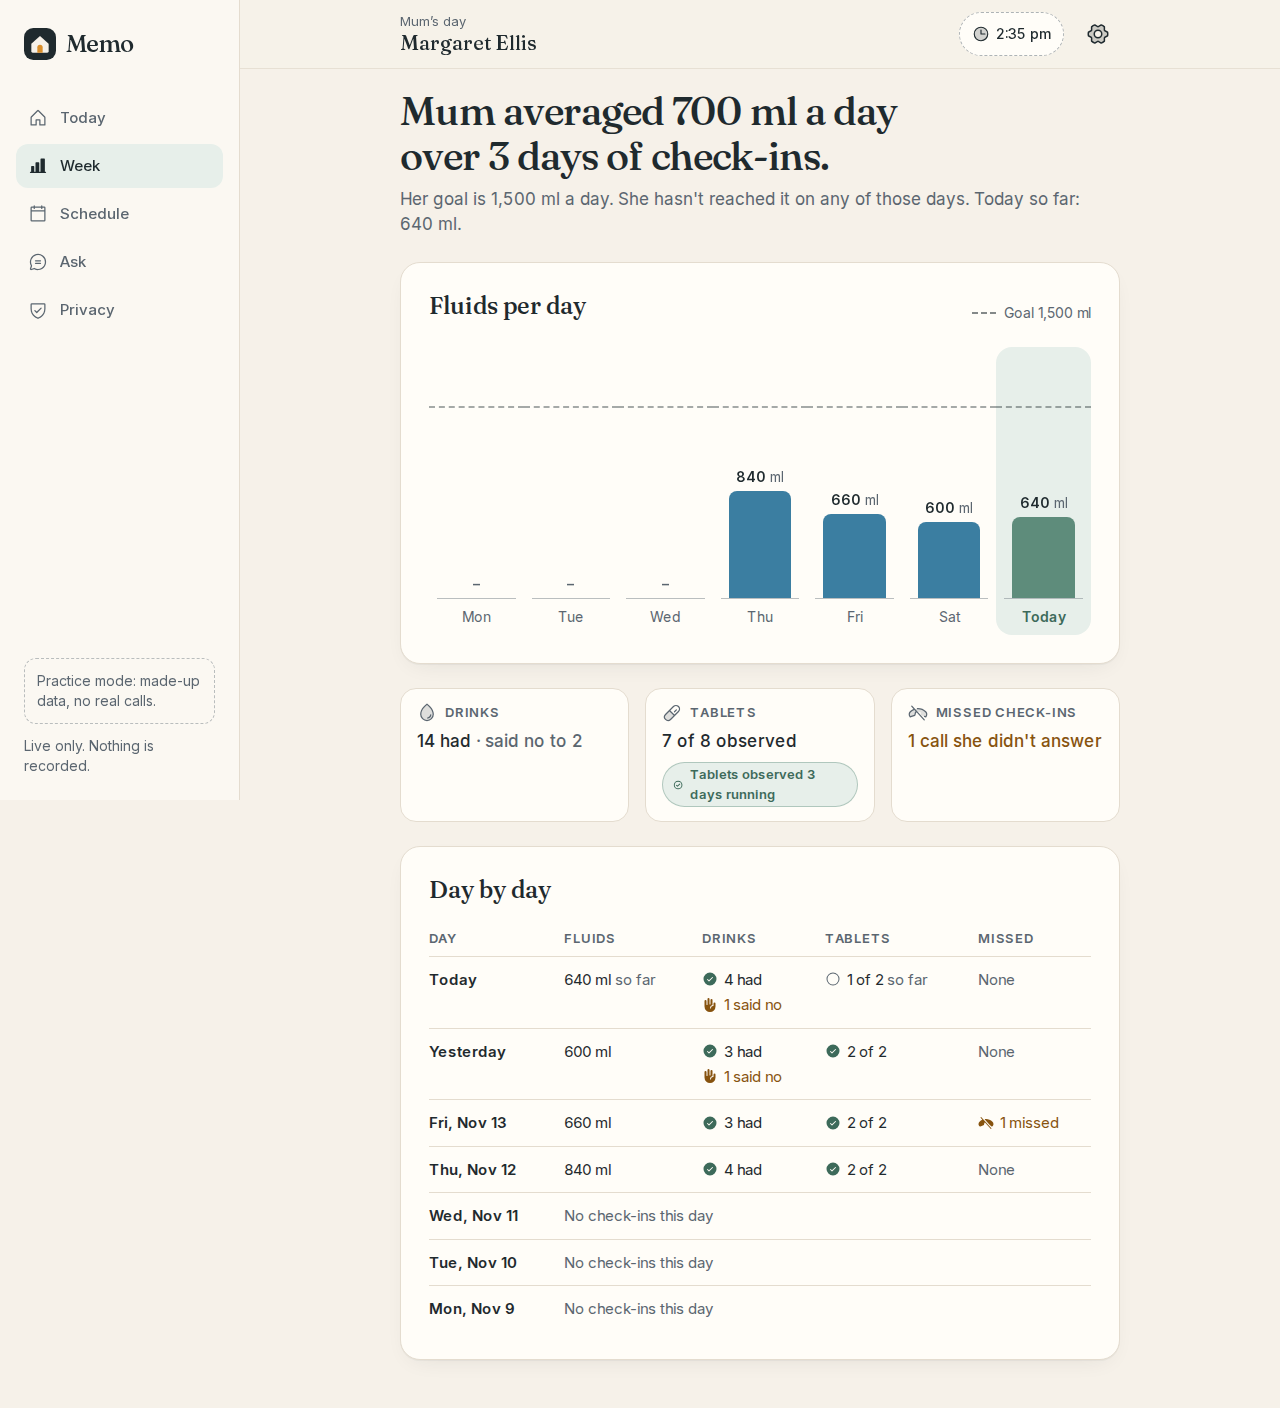 Memo
Today
Week
Schedule
Ask
Privacy
Practice mode: made-up
data, no real calls.
Live only. Nothing is
recorded.
Mum's day
Margaret Ellis
2:35 pm
Mum averaged 700 ml a day
over 3 days of check-ins.
Her goal is 1,500 ml a day. She hasn't reached it on any of those days. Today so far:
640 ml.
Fluids per day
Goal 1,500 ml
840 ml
660 ml
600 ml
640 ml
– – –
Mon Tue Wed Thu Fri Sat Today
DRINKS
14 had · said no to 2
TABLETS
7 of 8 observed
Tablets observed 3
days running
MISSED CHECK-INS
1 call she didn't answer
Day by day
DAY FLUIDS DRINKS TABLETS MISSED
Today 640 ml so far 4 had 1 of 2 so far None
1 said no
Yesterday 600 ml 3 had 2 of 2 None
1 said no
Fri, Nov 13 660 ml 3 had 2 of 2 1 missed
Thu, Nov 12 840 ml 4 had 2 of 2 None
Wed, Nov 11 No check-ins this day
Tue, Nov 10 No check-ins this day
Mon, Nov 9 No check-ins this day